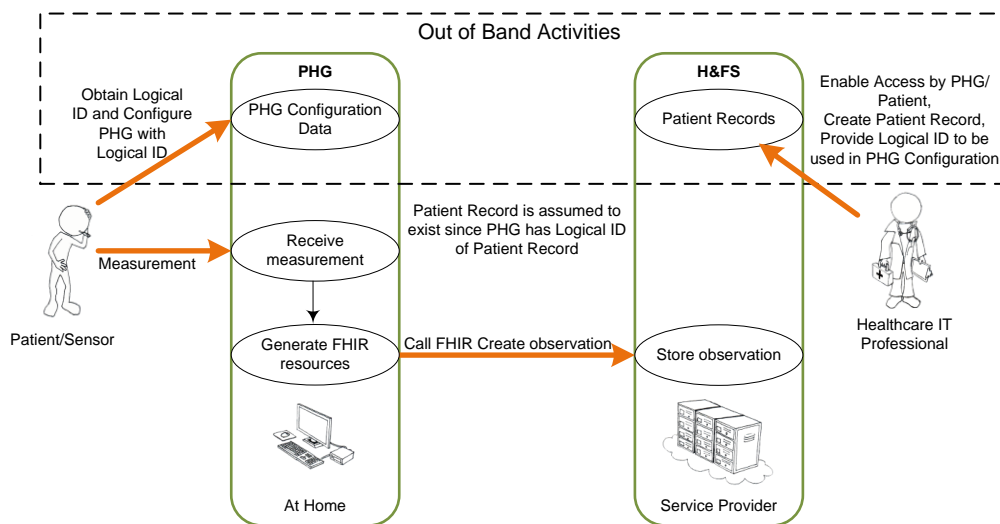 Out of Band Activities
PHG
H&FS
Obtain Logical
ID and Configure
PHG with
Logical ID
PHG Configuration
Data
Patient Records
Enable Access by PHG/
Patient,
Create Patient Record,
Provide Logical ID to be
used in PHG Configuration
Patient Record is assumed to
exist since PHG has Logical ID
of Patient Record
Receive
measurement
Measurement
Patient/Sensor
Healthcare IT
Professional
Generate FHIR
resources
Call FHIR Create observation
Store observation
At Home
Service Provider